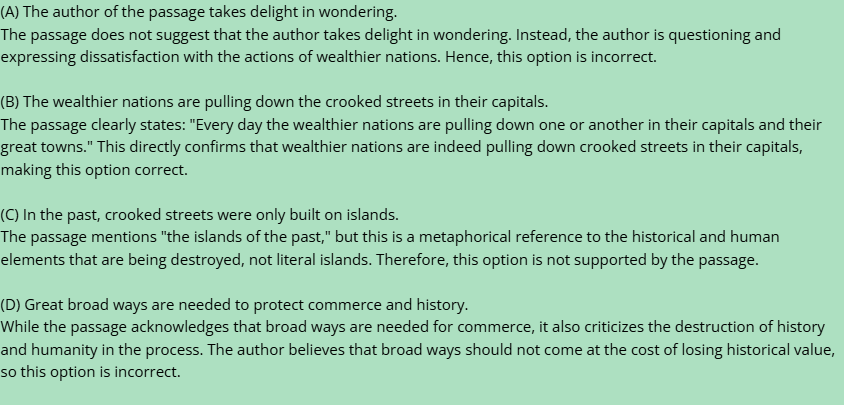 (A) The author of the passage takes delight in wondering.
The passage does not suggest that the author takes delight in wondering. Instead, the author is questioning and
expressing dissatisfaction with the actions of wealthier nations. Hence, this option is incorrect.
(B) The wealthier nations are pulling down the crooked streets in their capitals.
The passage clearly states: "Every day the wealthier nations are pulling down one or another in their capitals and their
great towns." This directly confirms that wealthier nations are indeed pulling down crooked streets in their capitals,
making this option correct.
(C) In the past, crooked streets were only built on islands.
The passage mentions "the islands of the past," but this is a metaphorical reference to the historical and human
elements that are being destroyed, not literal islands. Therefore, this option is not supported by the passage.
(D) Great broad ways are needed to protect commerce and history.
While the passage acknowledges that broad ways are needed for commerce, it also criticizes the destruction of history
and humanity in the process. The author believes that broad ways should not come at the cost of losing historical value,
so this option is incorrect.